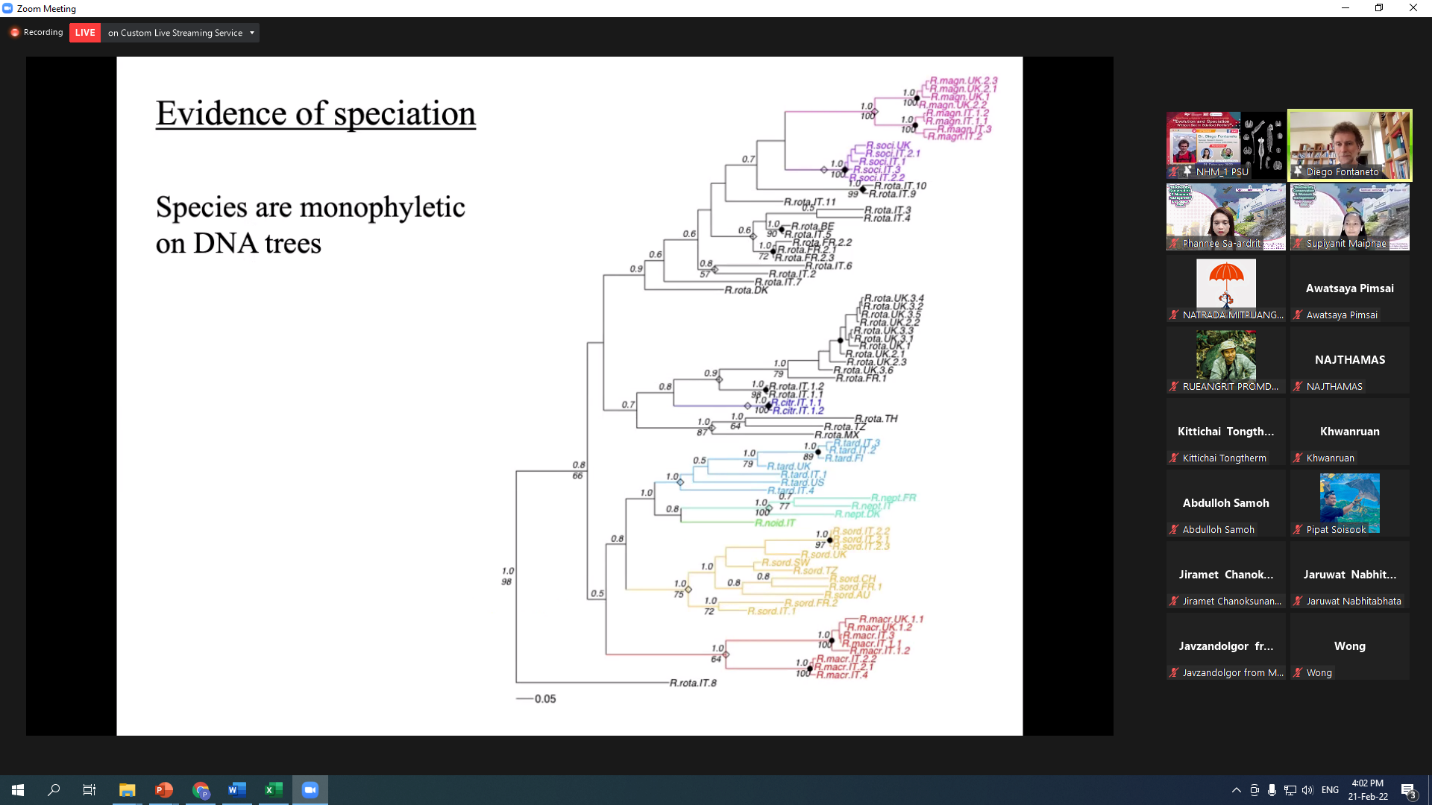 Zoom Meeting
Recording
LIVE
on Custom Live Streaming Service
Evidence of speciation
Species are monophyletic
on DNA trees
R.magn.UK.2.3
R.magn.UK.2.1
R.magn.UK.1
R.magn.UK.2.2
R.magn.IT.1.2
R.magn.IT.1.1
R.magn.IT.3
R.magn.IT.2
R.soci.UK
R.soci.IT.2.1
R.soci.IT.1
R.soci.IT.3
R.soci.IT.2.2
R.rota.IT.10
R.rota.IT.9
R.rota.IT.11
R.rota.IT.3
R.rota.IT.4
R.rota.BE
R.rota.IT.5
R.rota.FR.2.2
R.rota.FR.2.1
R.rota.FR.2.3
R.rota.IT.6
R.rota.IT.2
R.rota.IT.7
R.rota.DK
R.rota.UK.3.4
R.rota.UK.3.2
R.rota.UK.3.5
R.rota.UK.2.2
R.rota.UK.3.3
R.rota.UK.3.1
R.rota.UK.1
R.rota.UK.2.1
R.rota.UK.2.3
R.rota.UK.3.6
R.rota.FR.1
R.rota.IT.1.2
R.rota.IT.1.1
R.citr.IT.1.1
R.citr.IT.1.2
R.rota.TH
R.rota.TZ
R.rota.MX
R.tard.IT.3
R.tard.IT.2
R.tard.FI
R.tard.UK
R.tard.IT.1
R.tard.US
R.tard.IT.4
R.nept.FR
R.nept.IT
R.nept.DK
R.noid.IT
R.sord.IT.2.2
R.sord.IT.2.1
R.sord.IT.2.3
R.sord.UK
R.sord.SW
R.sord.TZ
R.sord.CH
R.sord.FR.1
R.sord.AU
R.sord.FR.2
R.sord.IT.1
R.macr.UK.1.1
R.macr.UK.1.2
R.macr.IT.3
R.macr.IT.1.1
R.macr.IT.1.2
R.macr.IT.2.2
R.macr.IT.2.1
R.macr.IT.4
R.rota.IT.8
0.05
NHM_1 PSU
Diego Fontaneto
Phannee Sa-ardrit
Supiyanit Maiphae
NATRADA MITPUANG...
Awatsaya Pimsai
Awatsaya Pimsai
RUEANGRIT PROMD...
NAJTHAMAS
NAJTHAMAS
Kittichai Tongth...
Kittichai Tongtherm
Khwanruan
Khwanruan
Abdulloh Samoh
Abdulloh Samoh
Pipat Soisook
Jiramet Chanok...
Jiramet Chanoksunan...
Jaruwat Nabhit...
Jaruwat Nabhitabhata
Javzandolgor fr...
Javzandolgor from M...
Wong
Wong
ENG
4:02 PM
21-Feb-22
3